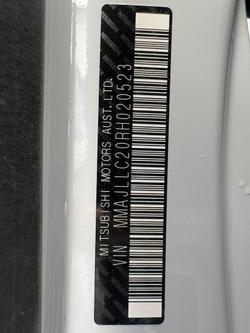 MITSUBISHI MOTORS AUST.LTD.
VIN MMAJLLC20RH020523